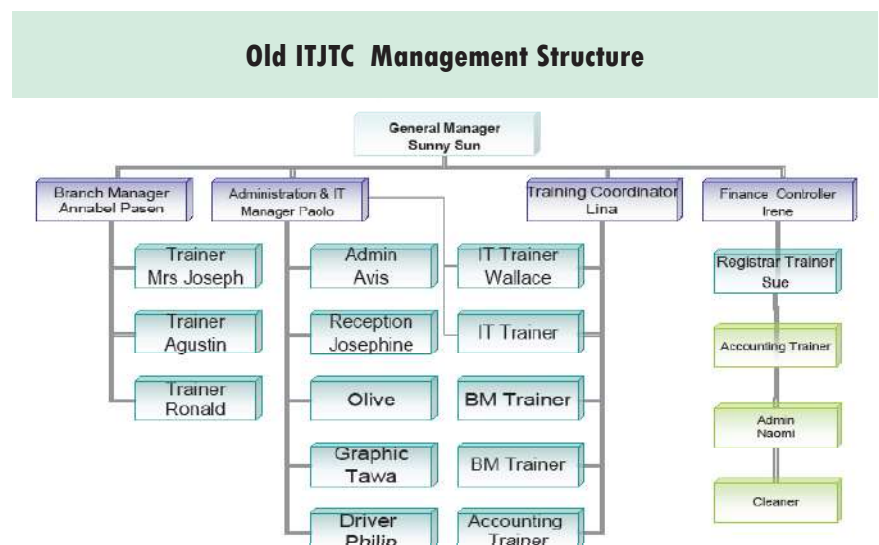 Old ITJTC Management Structure
General Manager
Sunny Sun
Branch Manager
Annabel Pasen
Administration & IT
Manager Paolo
Training Coordinator
Lina
Finance Controller
Irene
Trainer
Mrs Joseph
Trainer
Agustin
Trainer
Ronald
Admin
Avis
Reception
Josephine
Olive
Graphic
Tawa
Driver
Philip
IT Trainer
Wallace
IT Trainer
BM Trainer
BM Trainer
Accounting
Trainer
Registrar Trainer
Sue
Accounting Trainer
Admin
Naomi
Cleaner